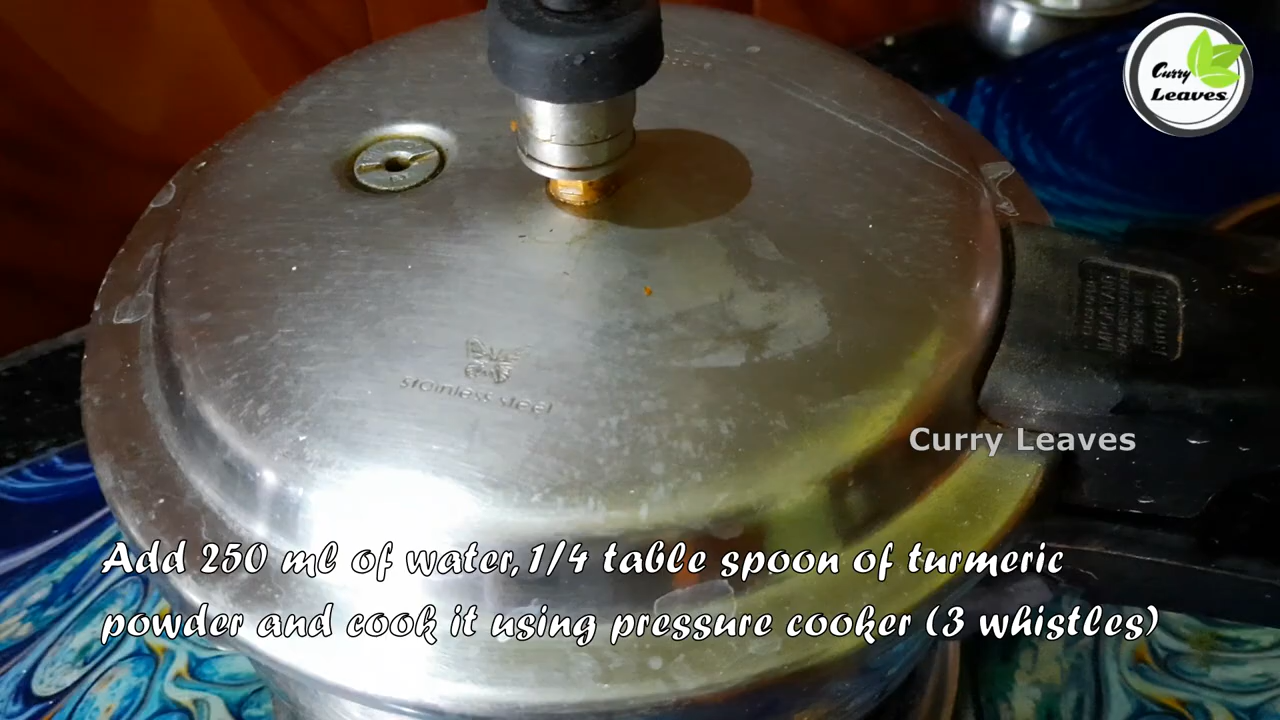 Curry
Leaves
stainless steel
IMPORTANT
Curry Leaves
Add 250 ml of water, 1/4 table spoon of turmeric
powder and cook it using pressure cooker (3 whistles)